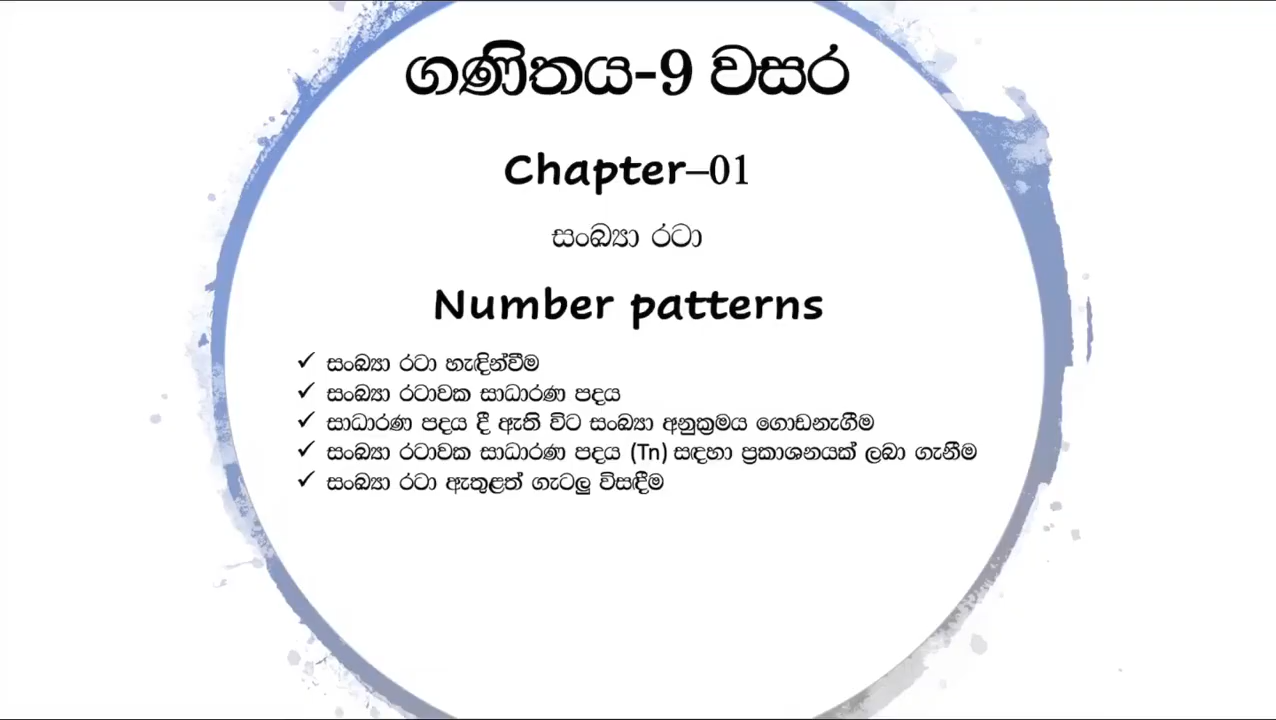 ගණිතය-9 වසර
Chapter–01
සංඛ්‍යා රටා
Number patterns
✓ සංඛ්‍යා රටා හැඳින්වීම
✓ සංඛ්‍යා රටාවක සාධාරණ පදය
✓ සාධාරණ පදය දී ඇති විට සංඛ්‍යා අනුක්‍රමය ගොඩනැගීම
✓ සංඛ්‍යා රටාවක සාධාරණ පදය (Tn) සඳහා ප්‍රකාශනයක් ලබා ගැනීම
✓ සංඛ්‍යා රටා ඇතුළත් ගැටලු විසඳීම